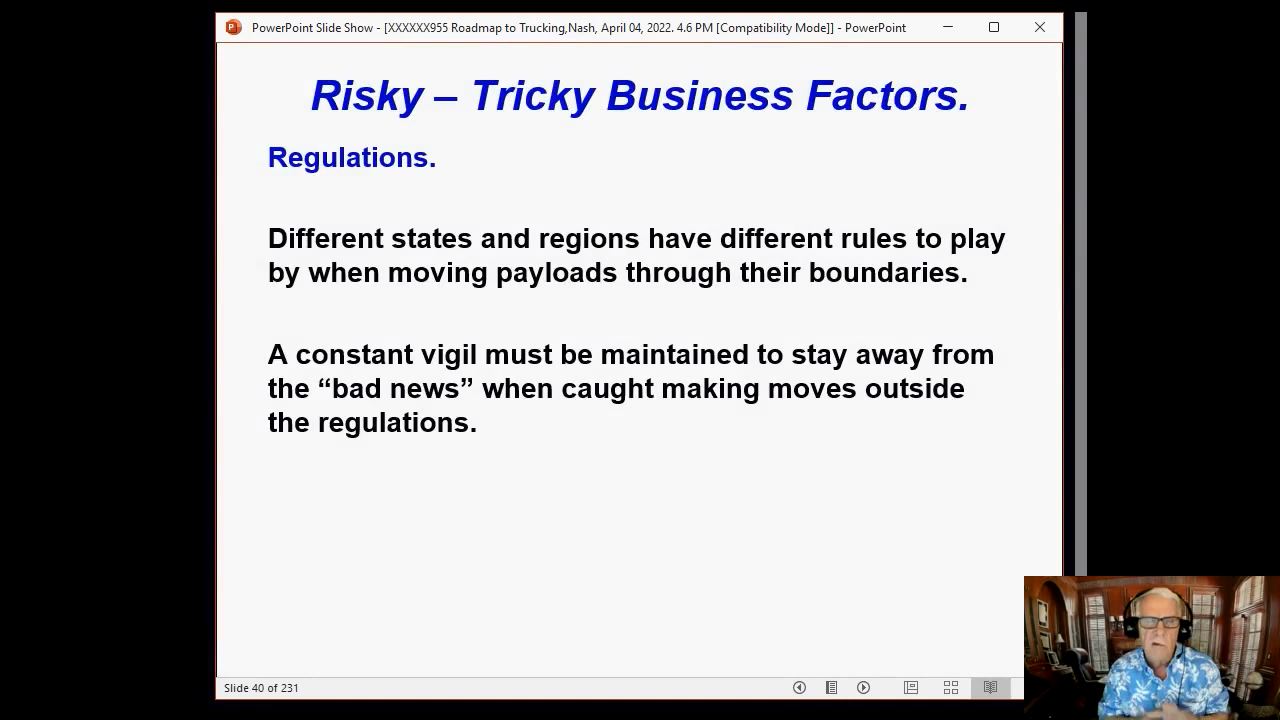 PowerPoint Slide Show - [XXXXXX955 Roadmap to Trucking,Nash, April 04, 2022. 4.6 PM [Compatibility Mode]] - PowerPoint
Risky – Tricky Business Factors.
Regulations.
Different states and regions have different rules to play
by when moving payloads through their boundaries.
A constant vigil must be maintained to stay away from
the “bad news” when caught making moves outside
the regulations.
Slide 40 of 231